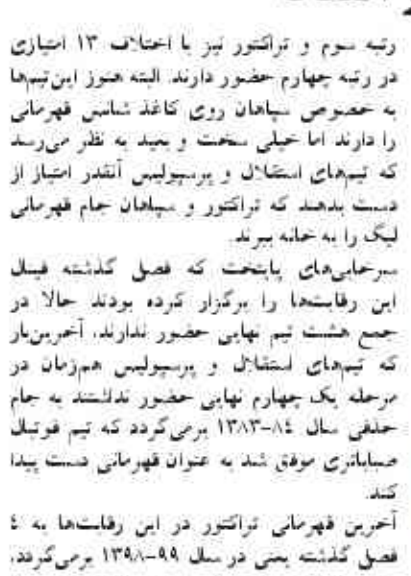 رتبه سوم و تراکتور نیز با اختلاف ۱۳ امتیازی
در رتبه چهارم حضور دارند. البته هنوز این‌تیم‌ها
به خصوص سپاهان روی کاغذ شانس قهرمانی
را دارند اما خیلی سخت و بعید به نظر می‌رسد
که تیم‌های استقلال و پرسپولیس آنقدر امتیاز از
دست بدهند که تراکتور و سپاهان جام قهرمانی
لیگ را به خانه ببرند.
سرخابی‌های پایتخت که فصل گذشته فینال
این رقابت‌ها را برگزار کرده بودند حالا در
جمع هشت تیم نهایی حضور ندارند. آخرین‌بار
که تیم‌های استقلال و پرسپولیس هم‌زمان در
مرحله یک چهارم نهایی حضور نداشتند به جام
حذفی سال ۸٤-۱۳۸۳ برمی‌گردد که تیم فوتبال
صباباتری موفق شد به عنوان قهرمانی دست پیدا
کند.
آخرین قهرمانی تراکتور در این رقابت‌ها به ٤
فصل گذشته یعنی در سال ۹۹-۱۳۹۸ برمی‌گردد.